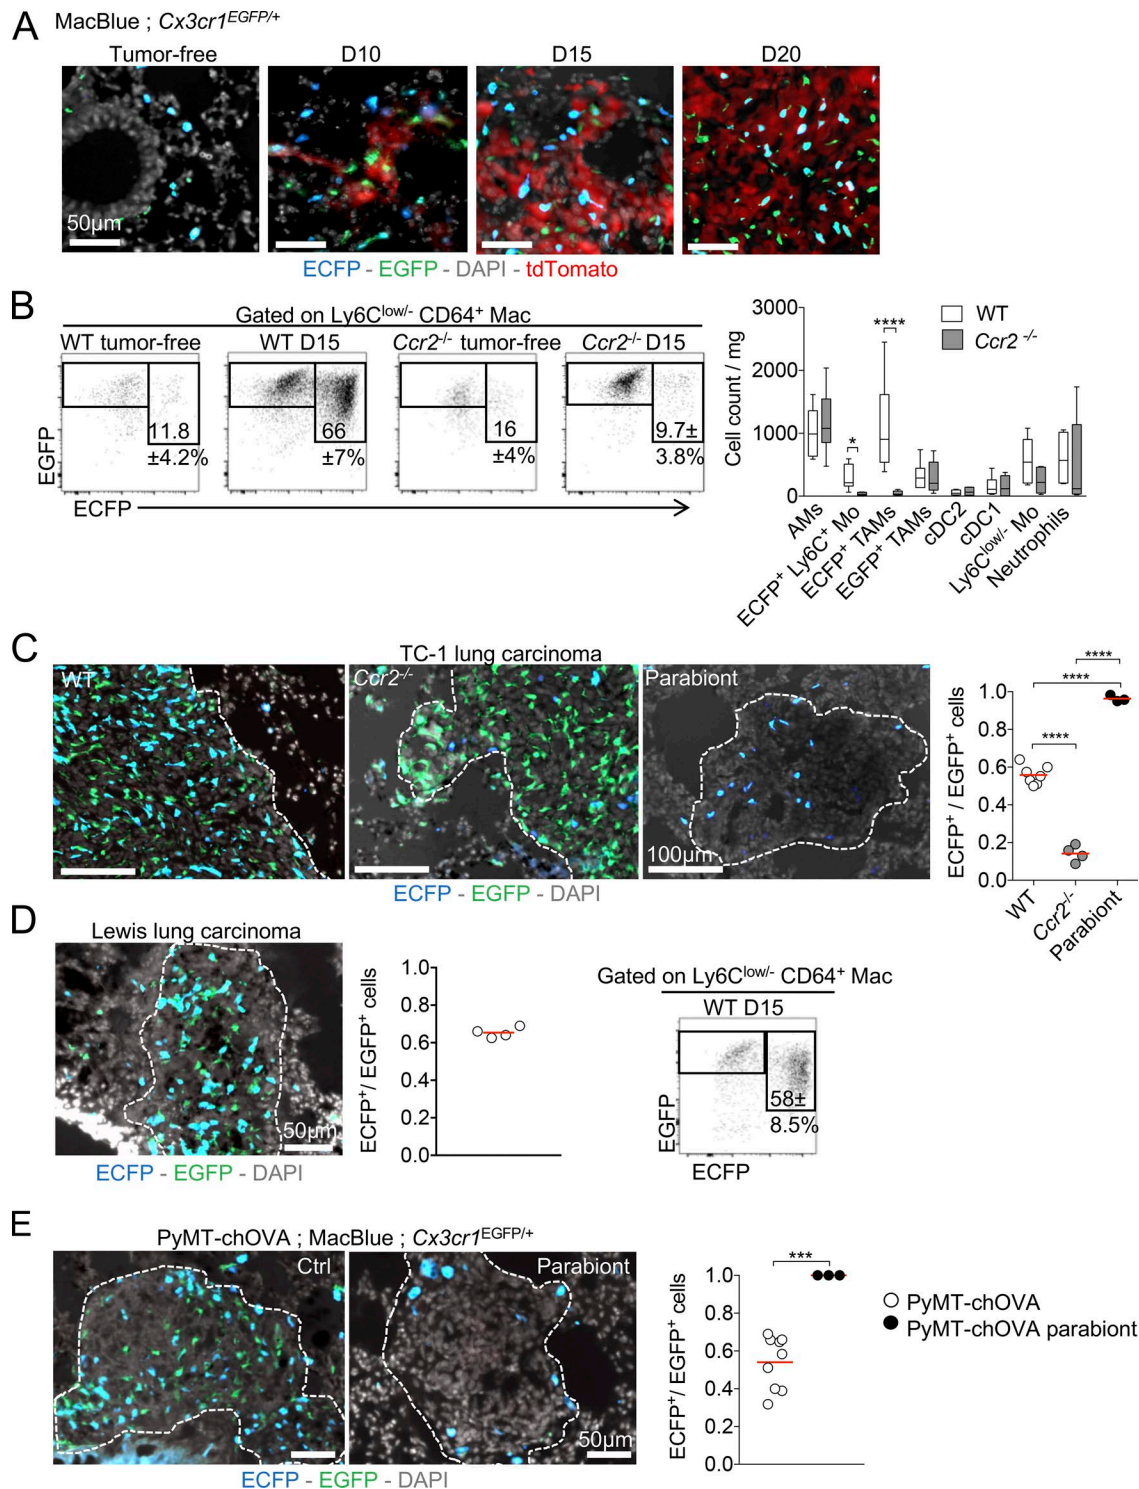 A
MacBlue ; Cx3cr1EGFP/+
Tumor-free
D10
D15
D20
50µm
ECFP - EGFP - DAPI - tdTomato
B
Gated on Ly6Clow/- CD64+ Mac
WT tumor-free
WT D15
Ccr2-/- tumor-free
Ccr2-/- D15
11.8
±4.2%
66
±7%
16
±4%
9.7±
3.8%
EGFP
ECFP
Cell count / mg
3000
2000
1000
0
****
*
WT
Ccr2 -/-
AMs
ECFP+ Ly6C+ Mo
ECFP+ TAMs
EGFP+ TAMs
cDC2
cDC1
Ly6Clow/- Mo
Neutrophils
C
TC-1 lung carcinoma
WT
Ccr2-/-
Parabiont
100µm
ECFP - EGFP - DAPI
ECFP+ / EGFP+ cells
1.0
0.8
0.6
0.4
0.2
0.0
****
****
****
WT
Ccr2-/-
Parabiont
D
Lewis lung carcinoma
50µm
ECFP - EGFP - DAPI
ECFP+/ EGFP+ cells
1.0
0.8
0.6
0.4
0.2
0.0
Gated on Ly6Clow/- CD64+ Mac
WT D15
58±
8.5%
EGFP
ECFP
E
PyMT-chOVA ; MacBlue ; Cx3cr1EGFP/+
Ctrl
Parabiont
50µm
ECFP - EGFP - DAPI
ECFP+/ EGFP+ cells
1.0
0.8
0.6
0.4
0.2
0.0
***
PyMT-chOVA
PyMT-chOVA parabiont